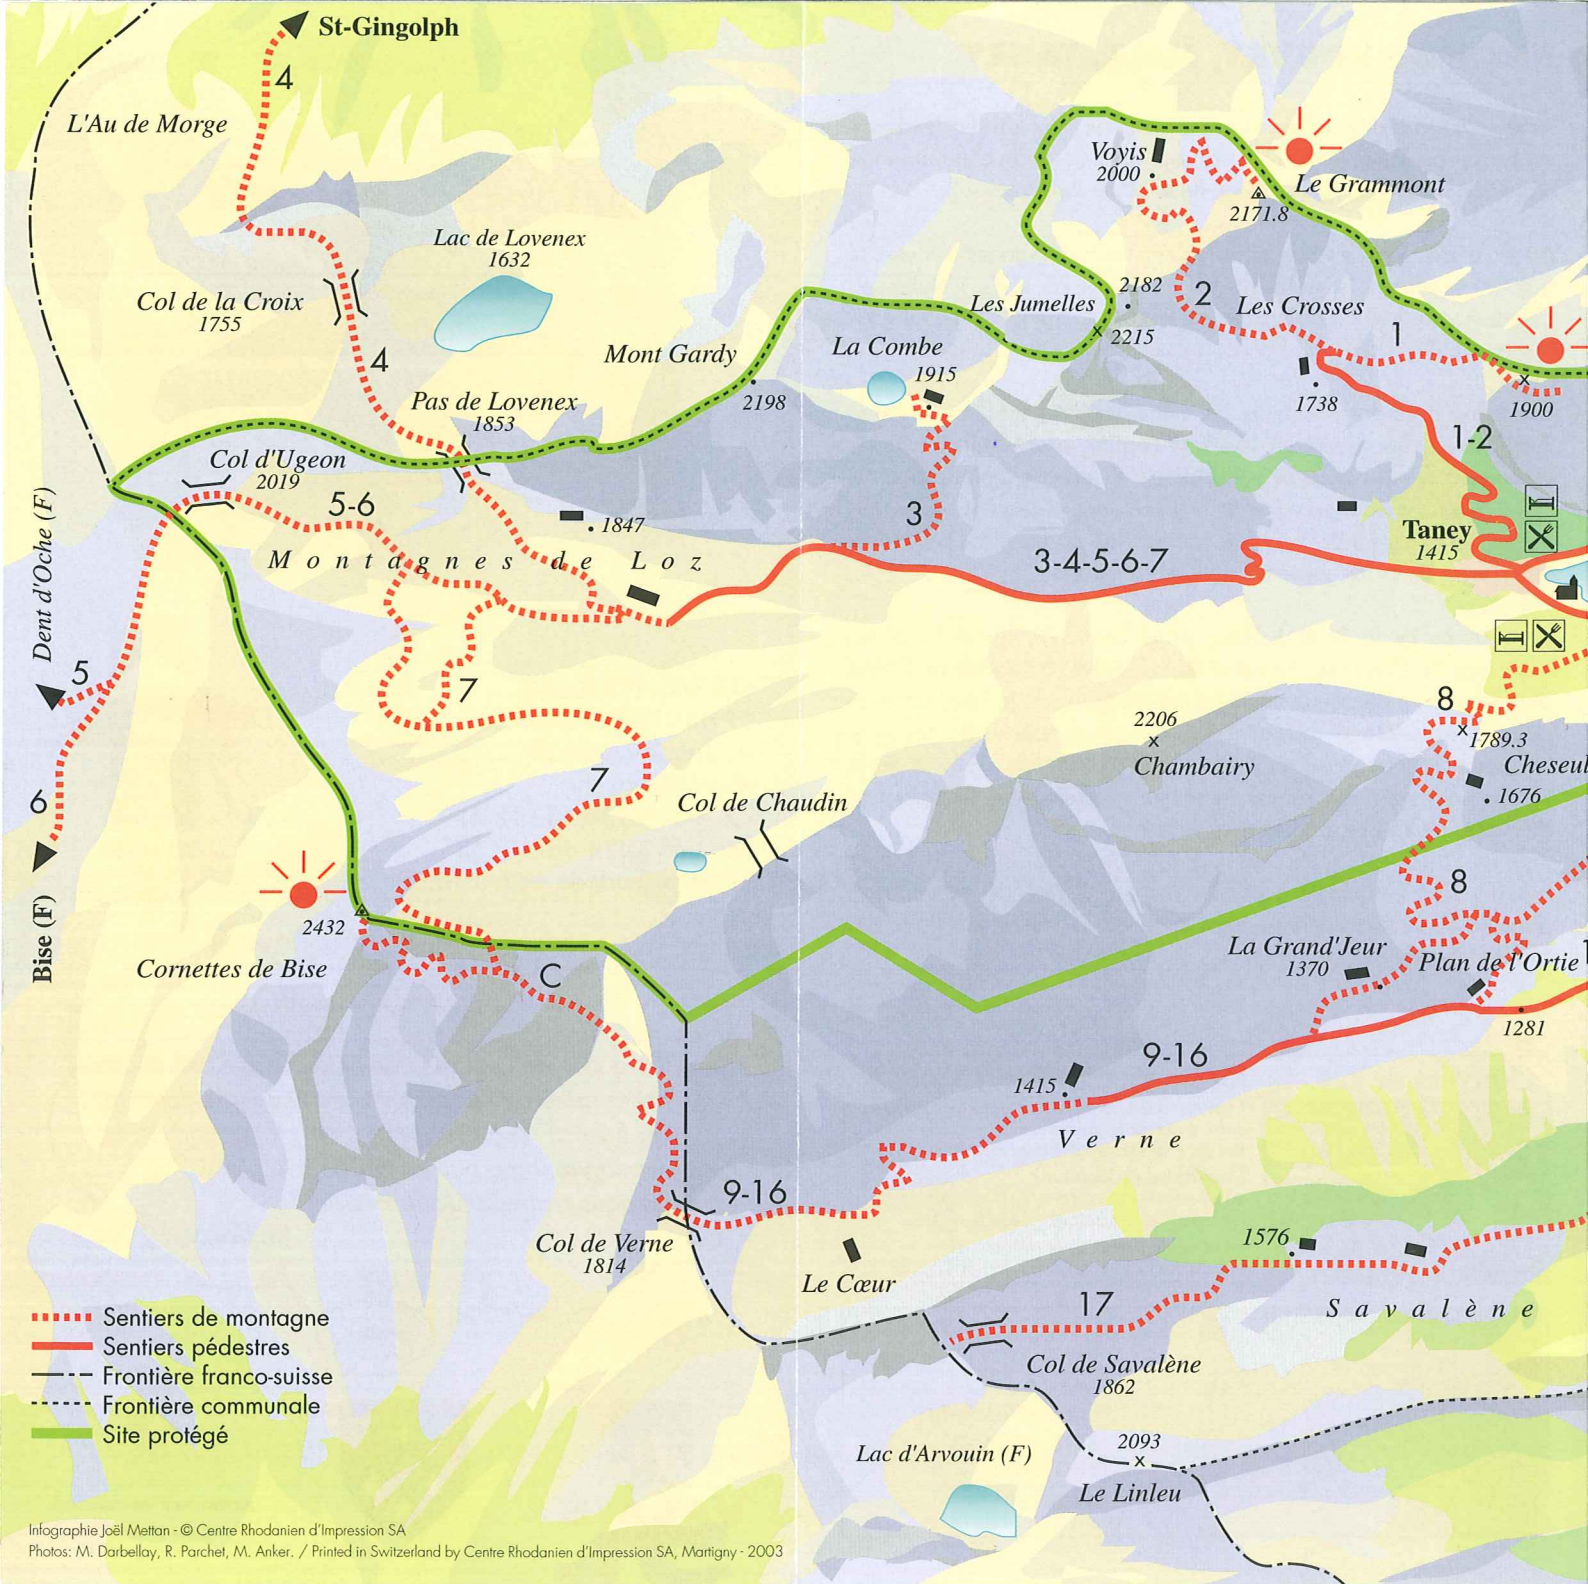 St-Gingolph
4
L'Au de Morge
Voyis
2000
Le Grammont
2171.8
Lac de Lovenex
1632
Col de la Croix
1755
2182
Les Jumelles
2215
2
Les Crosses
1
4
Mont Gardy
La Combe
1915
2198
1738
1900
Pas de Lovenex
1853
1-2
Col d'Ugeon
2019
5-6
1847
3
Taney
1415
Montagnes de Loz
3-4-5-6-7
Dent d'Oche (F)
5
7
8
1789.3
2206
Chambairy
Cheseul
1676
6
7
Col de Chaudin
8
Bise (F)
2432
Cornettes de Bise
C
La Grand'Jeur
1370
Plan de l'Ortie
1
1281
9-16
1415
Verne
9-16
Col de Verne
1814
Le Cœur
1576
Savalène
17
Col de Savalène
1862
Sentiers de montagne
Sentiers pédestres
Frontière franco-suisse
Frontière communale
Site protégé
2093
Lac d'Arvouin (F)
Le Linleu
Infographie Joël Mettan - © Centre Rhodanien d'Impression SA
Photos: M. Darbellay, R. Parchet, M. Anker. / Printed in Switzerland by Centre Rhodanien d'Impression SA, Martigny - 2003